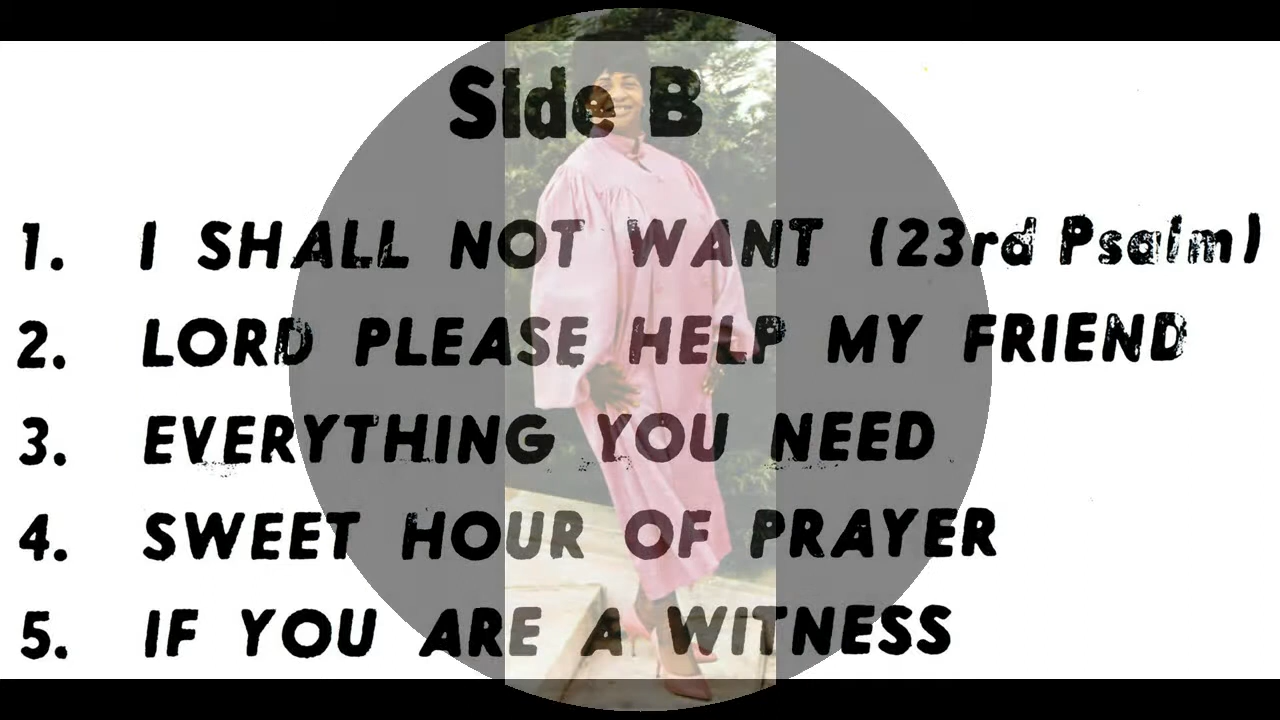 Side B
1. I SHALL NOT WANT (23rd Psalm)
2. LORD PLEASE HELP MY FRIEND
3. EVERYTHING YOU NEED
4. SWEET HOUR OF PRAYER
5. IF YOU ARE A WITNESS